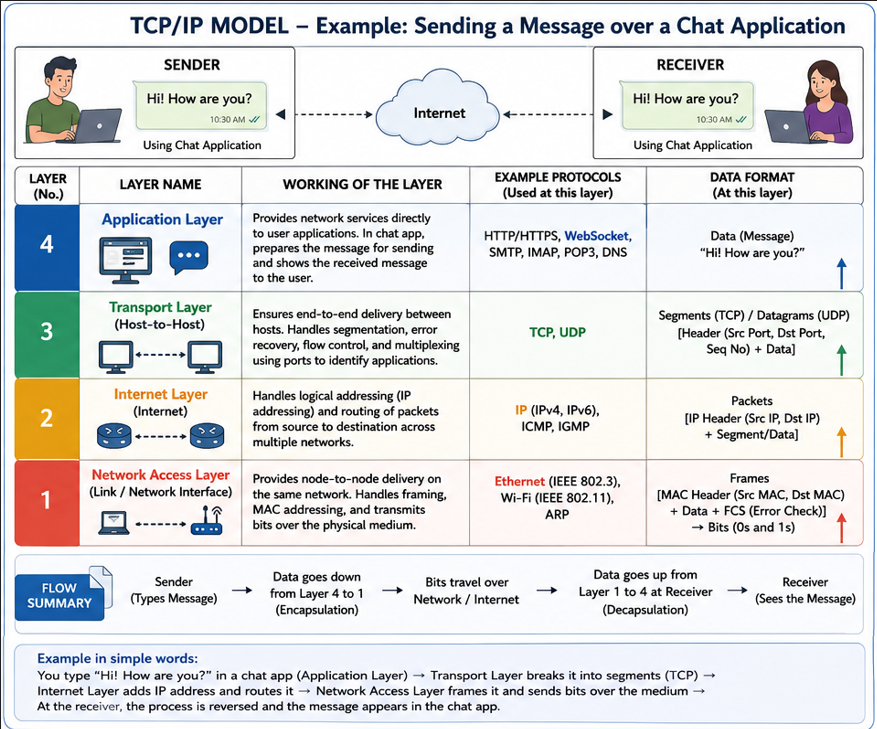 TCP/IP MODEL – Example: Sending a Message over a Chat Application
SENDER
Hi! How are you?
10:30 AM
Using Chat Application
Internet
RECEIVER
Hi! How are you?
10:30 AM
Using Chat Application
LAYER
(No.)
LAYER NAME
WORKING OF THE LAYER
EXAMPLE PROTOCOLS
(Used at this layer)
DATA FORMAT
(At this layer)
4
Application Layer
Provides network services directly
to user applications. In chat app,
prepares the message for sending
and shows the received message
to the user.
HTTP/HTTPS, WebSocket,
SMTP, IMAP, POP3, DNS
Data (Message)
“Hi! How are you?”
3
Transport Layer
(Host-to-Host)
Ensures end-to-end delivery between
hosts. Handles segmentation, error
recovery, flow control, and multiplexing
using ports to identify applications.
TCP, UDP
Segments (TCP) / Datagrams (UDP)
[Header (Src Port, Dst Port,
Seq No) + Data]
2
Internet Layer
(Internet)
Handles logical addressing (IP
addressing) and routing of packets
from source to destination across
multiple networks.
IP (IPv4, IPv6),
ICMP, IGMP
Packets
[IP Header (Src IP, Dst IP)
+ Segment/Data]
1
Network Access Layer
(Link / Network Interface)
Provides node-to-node delivery on
the same network. Handles framing,
MAC addressing, and transmits
bits over the physical medium.
Ethernet (IEEE 802.3),
Wi-Fi (IEEE 802.11),
ARP
Frames
[MAC Header (Src MAC, Dst MAC)
+ Data + FCS (Error Check)]
→ Bits (0s and 1s)
FLOW
SUMMARY
Sender
(Types Message)
→
Data goes down
from Layer 4 to 1
(Encapsulation)
→
Bits travel over
Network / Internet
→
Data goes up from
Layer 1 to 4 at Receiver
(Decapsulation)
→
Receiver
(Sees the Message)
Example in simple words:
You type “Hi! How are you?” in a chat app (Application Layer) → Transport Layer breaks it into segments (TCP) →
Internet Layer adds IP address and routes it → Network Access Layer frames it and sends bits over the medium →
At the receiver, the process is reversed and the message appears in the chat app.